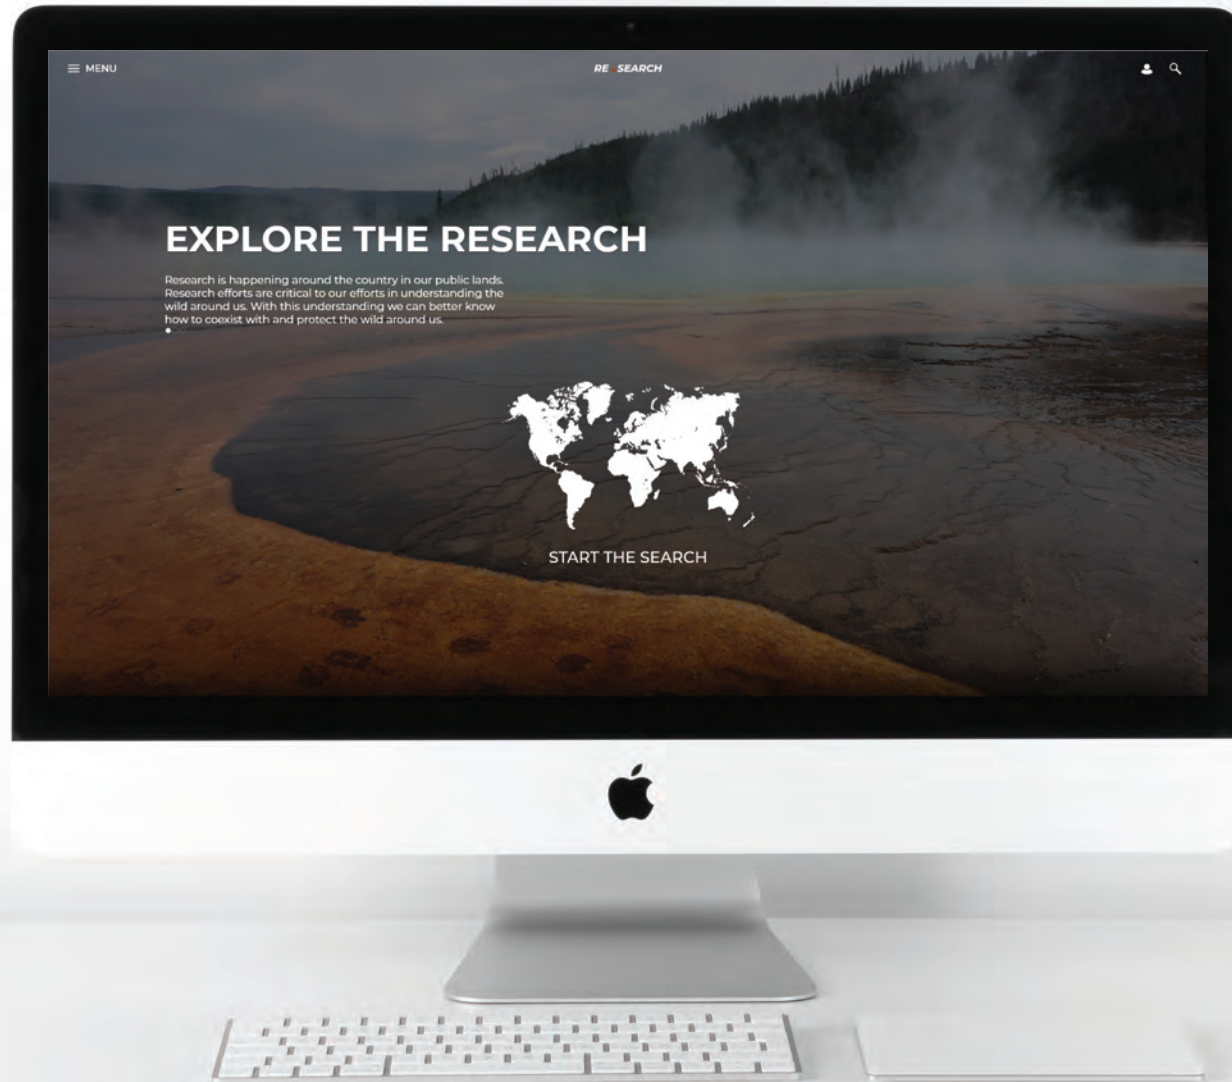 MENU
RE SEARCH
EXPLORE THE RESEARCH
Research is happening around the country in our public lands.
Research efforts are critical to our efforts in understanding the
wild around us. With this understanding we can better know
how to coexist with and protect the wild around us.
START THE SEARCH